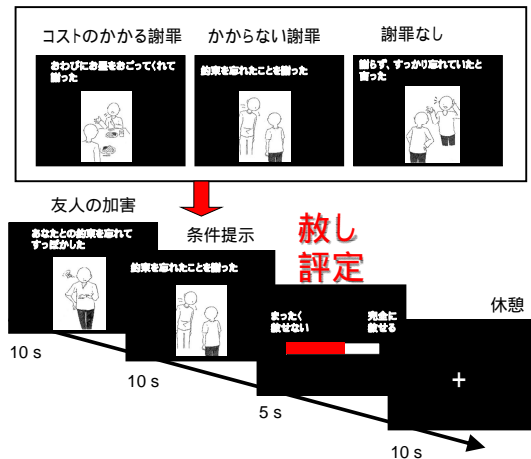 コストのかかる謝罪
かからない謝罪
謝罪なし
おわびにお昼をおごってくれて
謝った
約束を忘れたことを謝った
謝らず、すっかり忘れていたと
言った
友人の加害
あなたとの約束を忘れて
すっぽかした
10 s
条件提示
約束を忘れたことを謝った
10 s
赦し
評定
まったく
赦せない
完全に
赦せる
5 s
休憩
+
10 s